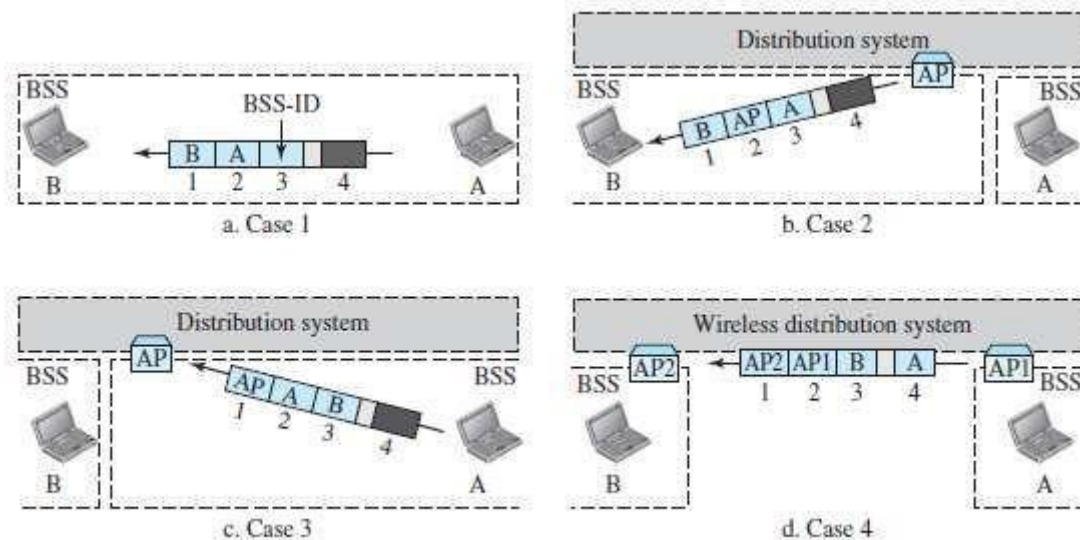 BSS
BSS-ID
B A
1 2 3 4
B
A
a. Case 1
Distribution system
AP
BSS
BSS
B AP A
1 2 3 4
B
A
b. Case 2
Distribution system
AP
BSS
BSS
AP A B
1 2 3 4
B
A
c. Case 3
Wireless distribution system
AP2
AP2 AP1 B A
AP1
BSS
BSS
1 2 3 4
B
A
d. Case 4